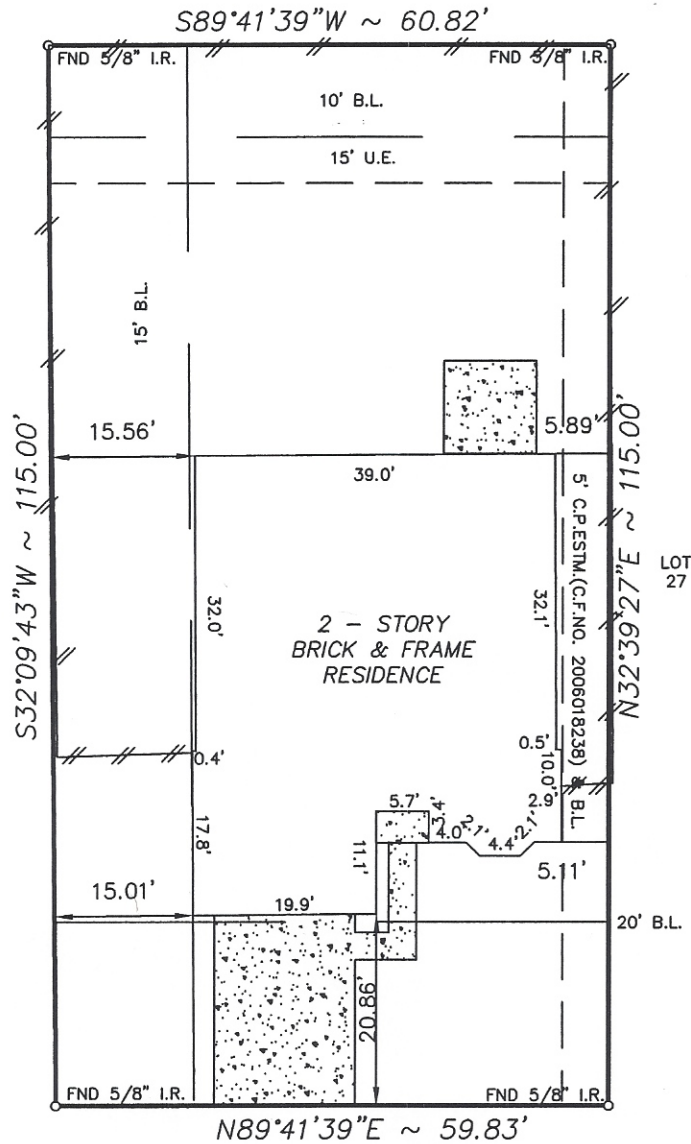 S89°41'39"W ~ 60.82'
FND 5/8" I.R.
FND 5/8" I.R.
10' B.L.
15' U.E.
15' B.L.
15.56'
5.89'
39.0'
S32°09'43"W ~ 115.00'
N32°39'27"E ~ 115.00'
5' C.P.ESTM.(C.F.NO. 2006018238) & B.L.
LOT
27
32.0'
32.1'
2 - STORY
BRICK & FRAME
RESIDENCE
0.4'
0.5'
10.0'
2.9'
5.7'
3.4'
4.0'
2.1'
4.4'
2.1'
17.8'
11.1'
5.11'
15.01'
19.9'
20' B.L.
20.86'
FND 5/8" I.R.
FND 5/8" I.R.
N89°41'39"E ~ 59.83'